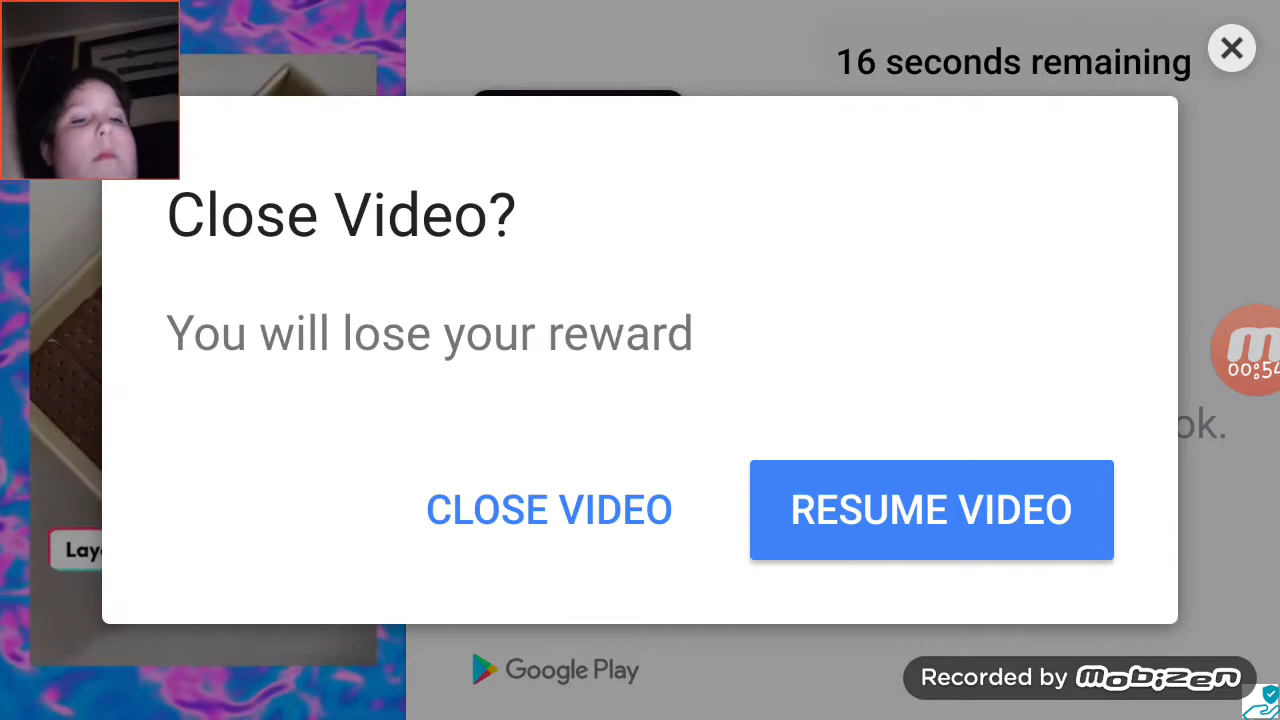 16 seconds remaining
Close Video?
You will lose your reward
00:54
ok.
CLOSE VIDEO
RESUME VIDEO
Lay
Google Play
Recorded by mobizen